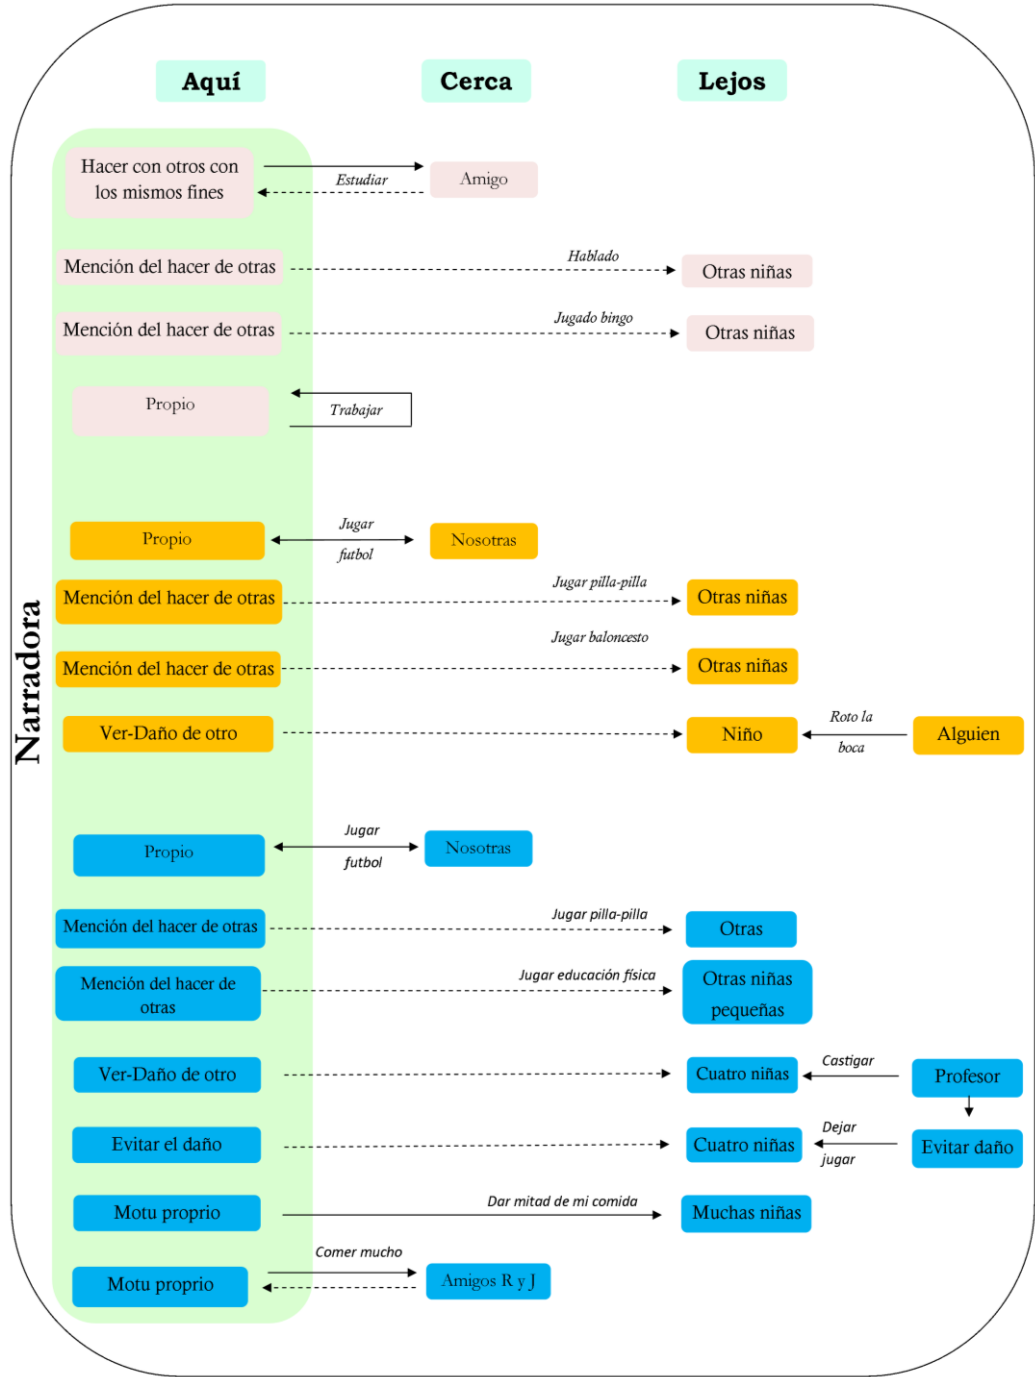 Aquí
Cerca
Lejos
Narradora
Hacer con otros con
los mismos fines
Estudiar
Amigo
Mención del hacer de otras
Hablado
Otras niñas
Mención del hacer de otras
Jugado bingo
Otras niñas
Propio
Trabajar
Propio
Jugar
futbol
Nosotras
Mención del hacer de otras
Jugar pilla-pilla
Otras niñas
Mención del hacer de otras
Jugar baloncesto
Otras niñas
Ver-Daño de otro
Niño
Roto la
boca
Alguien
Propio
Jugar
futbol
Nosotras
Mención del hacer de otras
Jugar pilla-pilla
Otras
Mención del hacer de
otras
Jugar educación física
Otras niñas
pequeñas
Ver-Daño de otro
Cuatro niñas
Castigar
Profesor
Evitar el daño
Cuatro niñas
Dejar
jugar
Evitar daño
Motu proprio
Dar mitad de mi comida
Muchas niñas
Motu proprio
Comer mucho
Amigos R y J